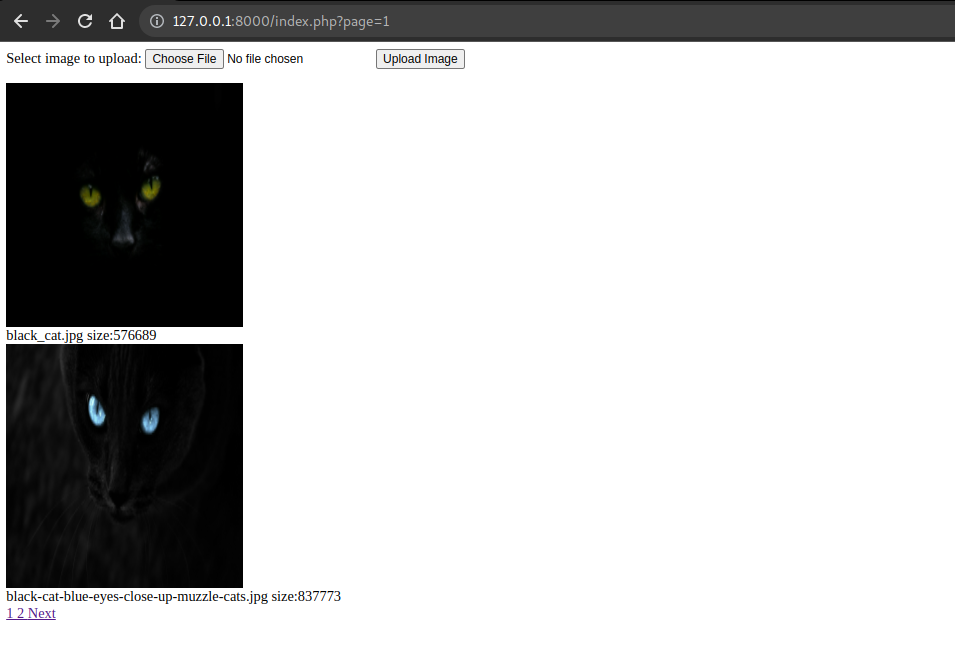 127.0.0.1:8000/index.php?page=1
Select image to upload: Choose File No file chosen Upload Image
black_cat.jpg size:576689
black-cat-blue-eyes-close-up-muzzle-cats.jpg size:837773
1 2 Next